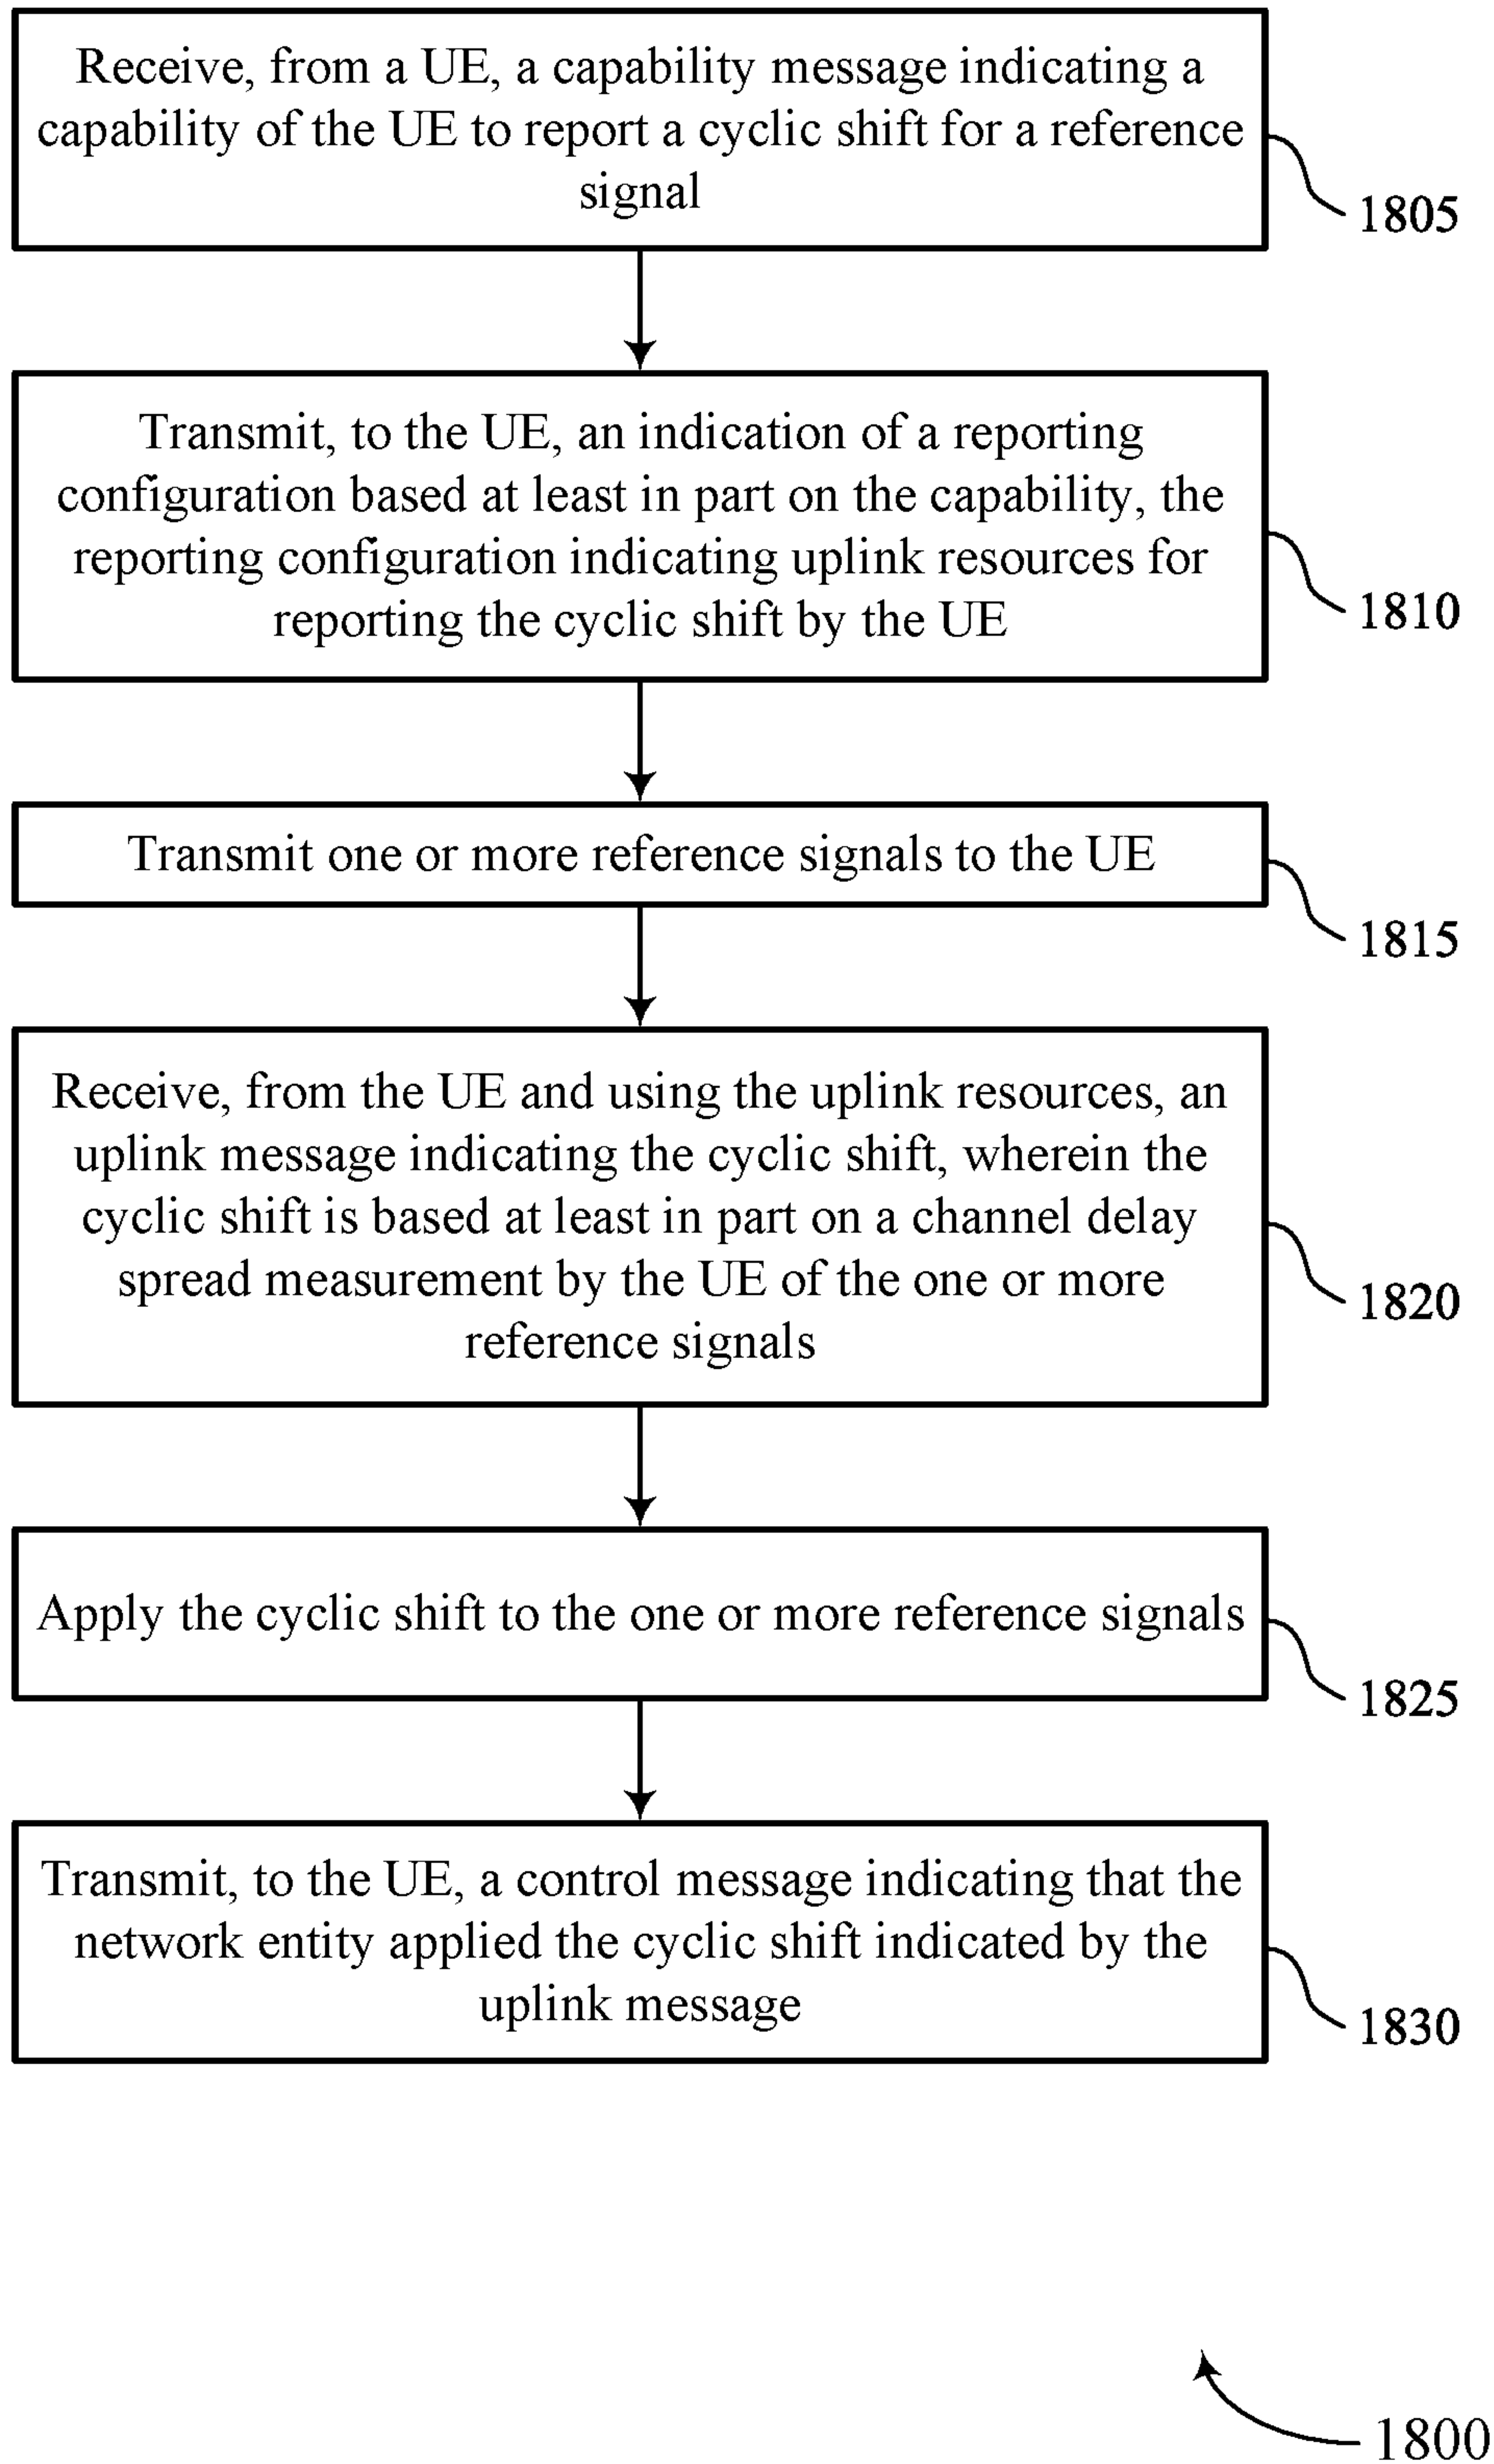 Receive, from a UE, a capability message indicating a
capability of the UE to report a cyclic shift for a reference
signal
1805
Transmit, to the UE, an indication of a reporting
configuration based at least in part on the capability, the
reporting configuration indicating uplink resources for
reporting the cyclic shift by the UE
1810
Transmit one or more reference signals to the UE
1815
Receive, from the UE and using the uplink resources, an
uplink message indicating the cyclic shift, wherein the
cyclic shift is based at least in part on a channel delay
spread measurement by the UE of the one or more
reference signals
1820
Apply the cyclic shift to the one or more reference signals
1825
Transmit, to the UE, a control message indicating that the
network entity applied the cyclic shift indicated by the
uplink message
1830
1800